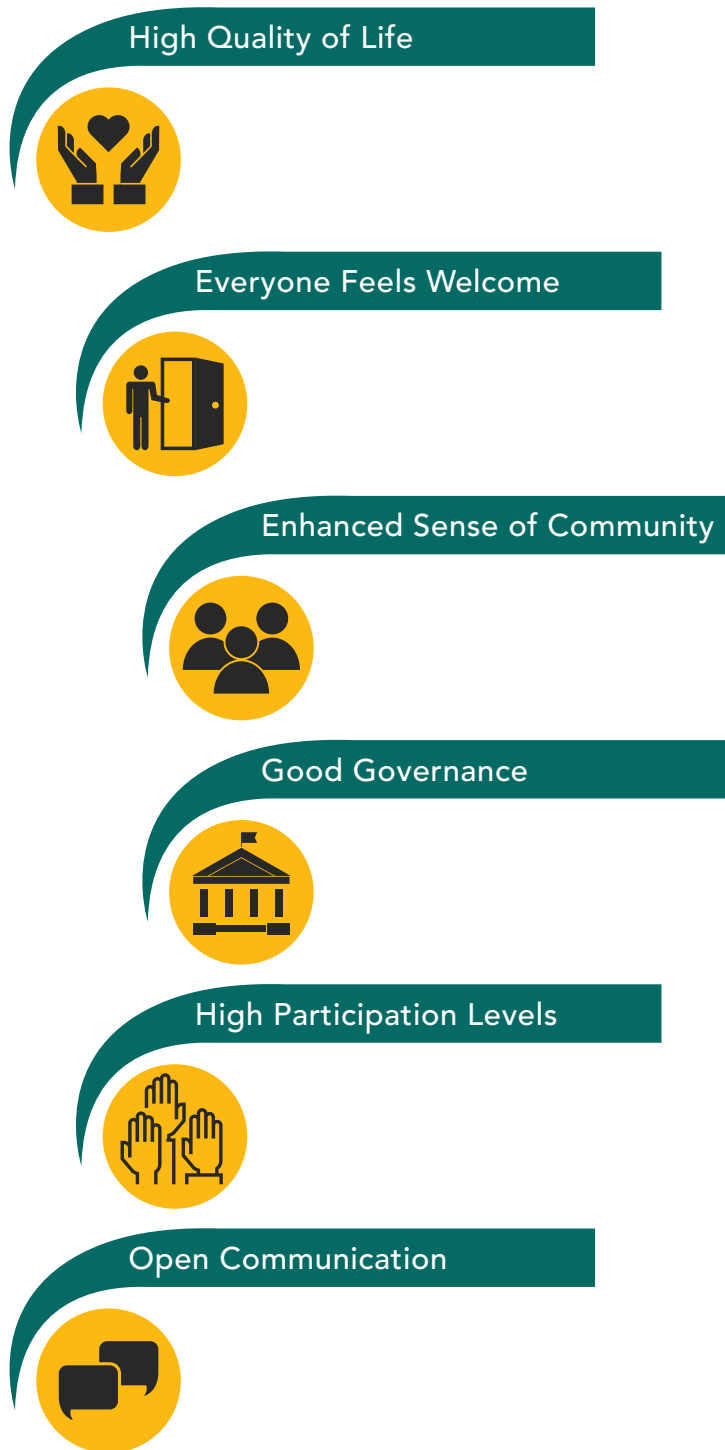 High Quality of Life
Everyone Feels Welcome
Enhanced Sense of Community
Good Governance
High Participation Levels
Open Communication